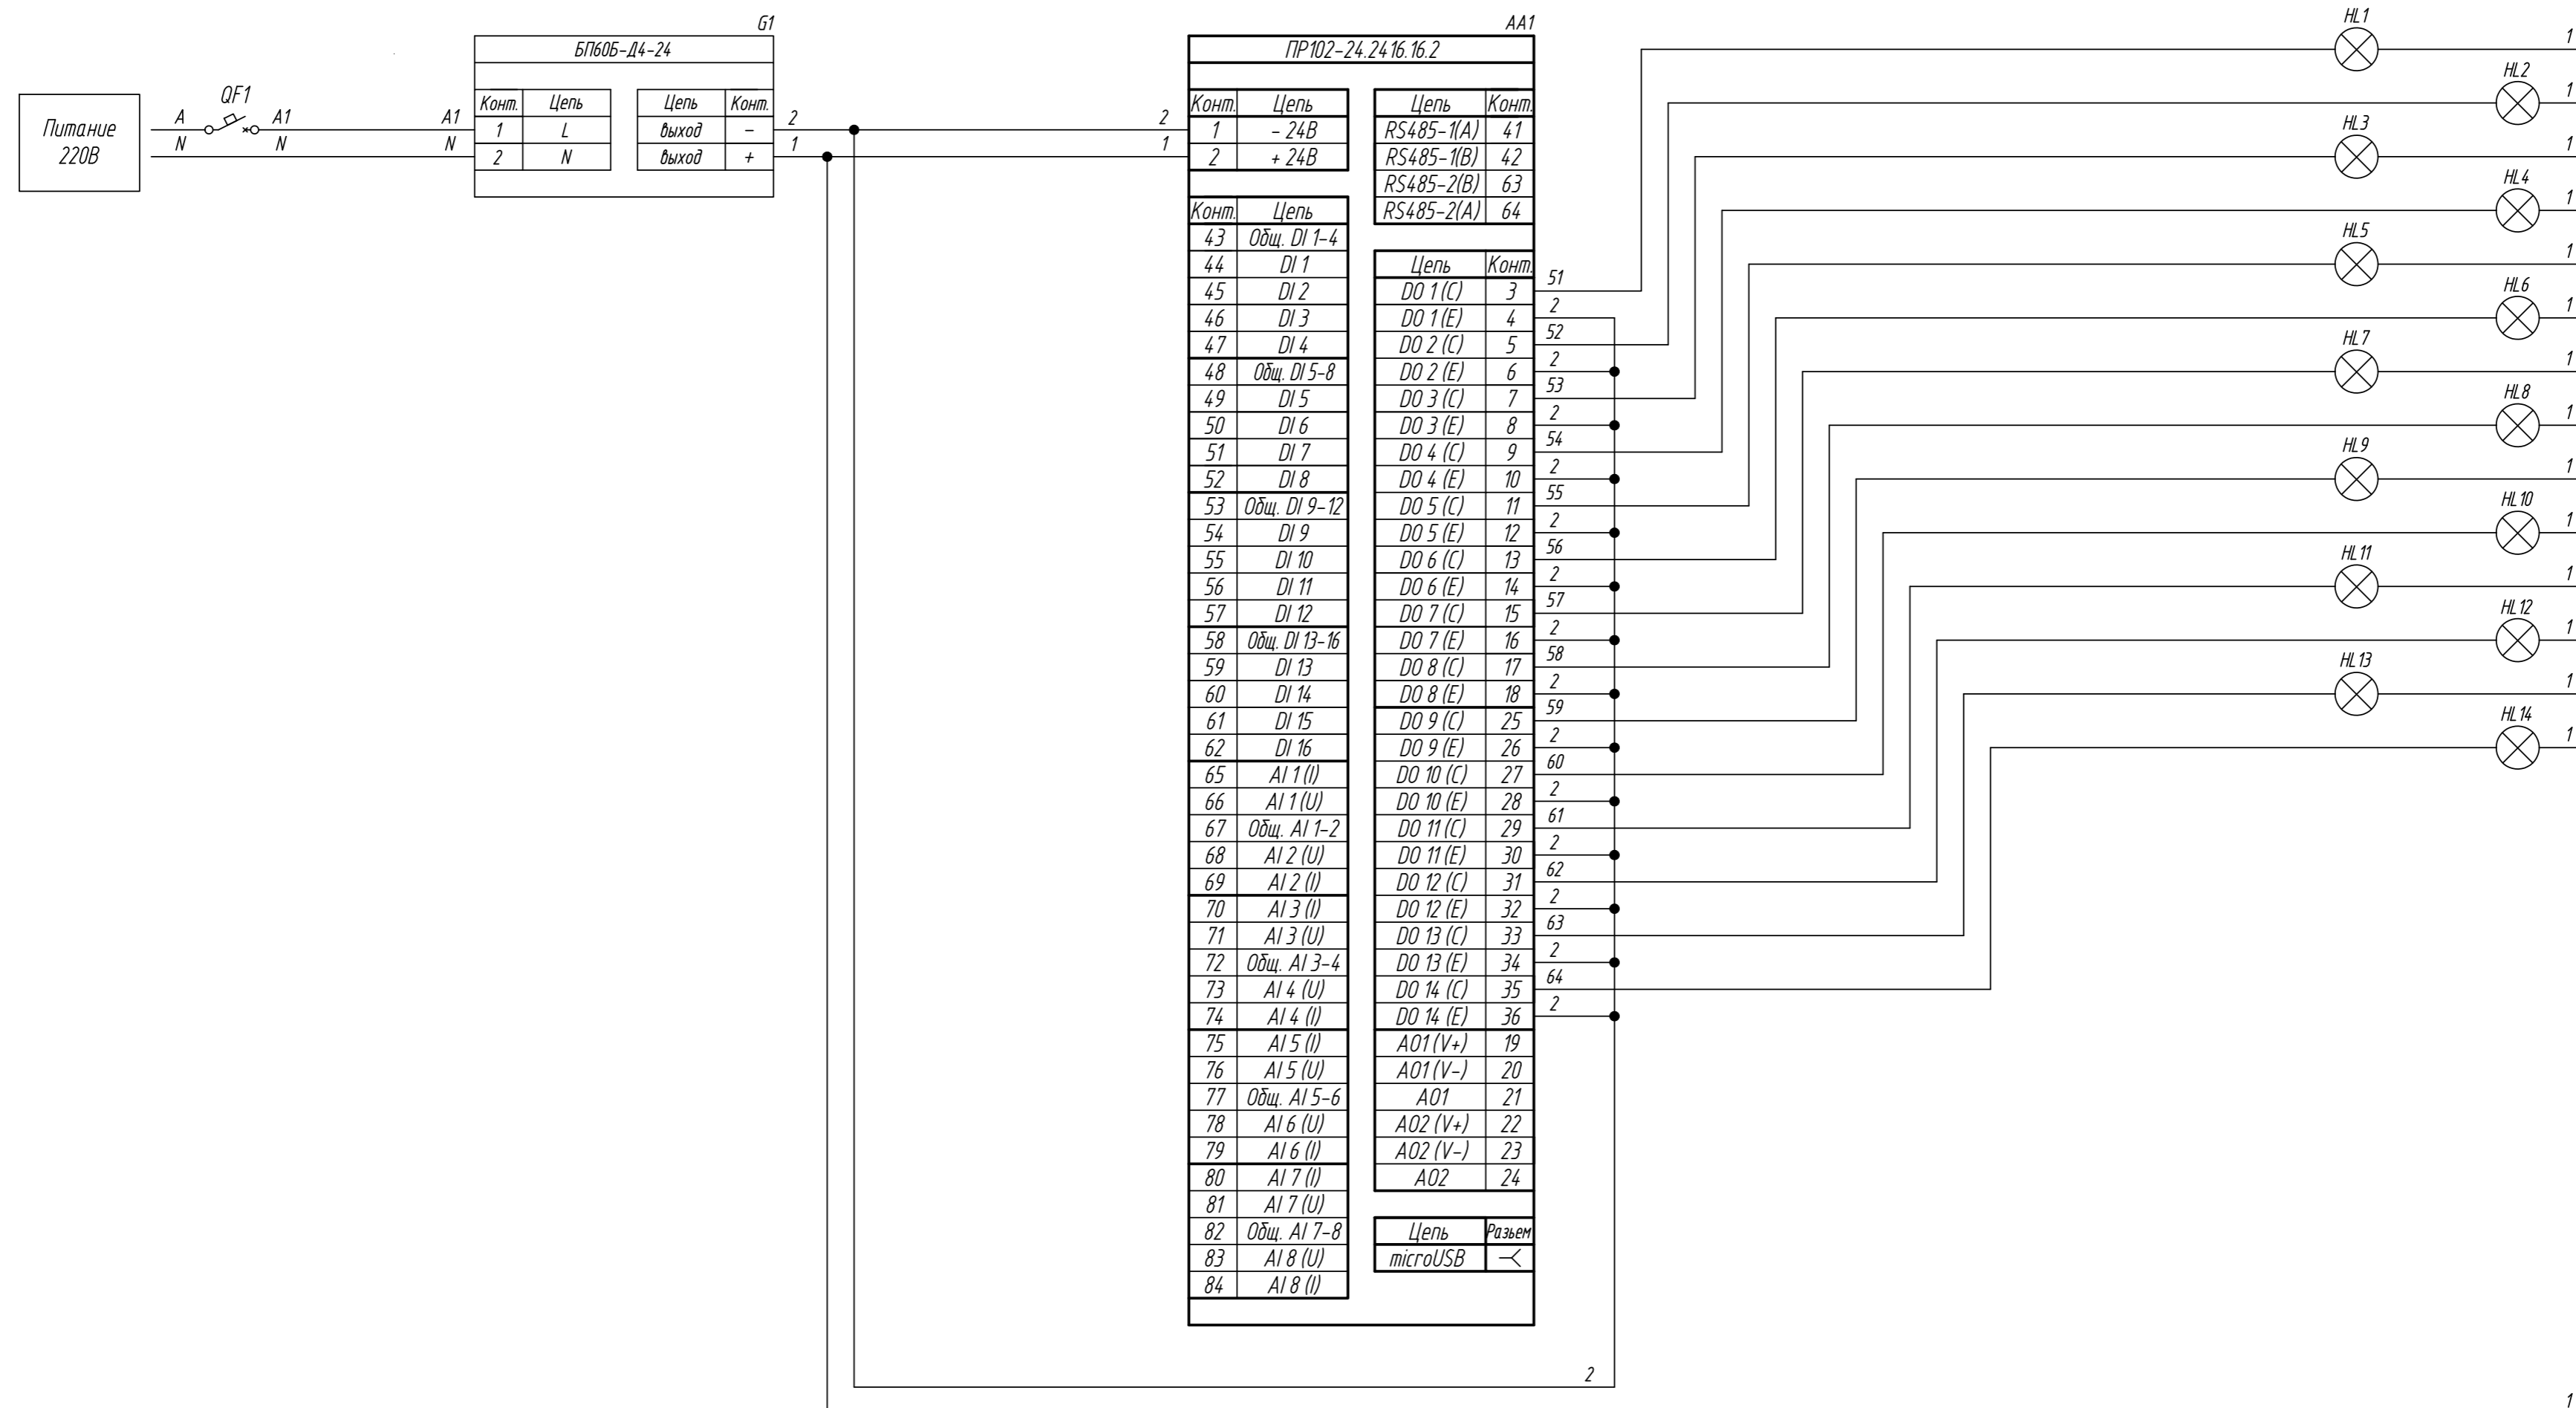 G1
БП60Б-Д4-24
Конт. Цепь Цепь Конт.
1 L выход -
2 N выход +
Питание
220В
QF1
A A1 A1
N N N
2 2
1 1
AA1
ПР102-24.2416.16.2
Конт. Цепь
1 - 24В
2 + 24В
Конт. Цепь
43 Общ. DI 1-4
44 DI 1
45 DI 2
46 DI 3
47 DI 4
48 Общ. DI 5-8
49 DI 5
50 DI 6
51 DI 7
52 DI 8
53 Общ. DI 9-12
54 DI 9
55 DI 10
56 DI 11
57 DI 12
58 Общ. DI 13-16
59 DI 13
60 DI 14
61 DI 15
62 DI 16
65 AI 1 (I)
66 AI 1 (U)
67 Общ. AI 1-2
68 AI 2 (U)
69 AI 2 (I)
70 AI 3 (I)
71 AI 3 (U)
72 Общ. AI 3-4
73 AI 4 (U)
74 AI 4 (I)
75 AI 5 (I)
76 AI 5 (U)
77 Общ. AI 5-6
78 AI 6 (U)
79 AI 6 (I)
80 AI 7 (I)
81 AI 7 (U)
82 Общ. AI 7-8
83 AI 8 (U)
84 AI 8 (I)
Цепь Конт.
RS485-1(A) 41
RS485-1(B) 42
RS485-2(B) 63
RS485-2(A) 64
Цепь Конт.
DO 1 (C) 3 51
DO 1 (E) 4 2
DO 2 (C) 5 52
DO 2 (E) 6 2
DO 3 (C) 7 53
DO 3 (E) 8 2
DO 4 (C) 9 54
DO 4 (E) 10 2
DO 5 (C) 11 55
DO 5 (E) 12 2
DO 6 (C) 13 56
DO 6 (E) 14 2
DO 7 (C) 15 57
DO 7 (E) 16 2
DO 8 (C) 17 58
DO 8 (E) 18 2
DO 9 (C) 25 59
DO 9 (E) 26 2
DO 10 (C) 27 60
DO 10 (E) 28 2
DO 11 (C) 29 61
DO 11 (E) 30 2
DO 12 (C) 31 62
DO 12 (E) 32 2
DO 13 (C) 33 63
DO 13 (E) 34 2
DO 14 (C) 35 64
DO 14 (E) 36 2
AO1 (V+) 19
AO1 (V-) 20
AO1 21
AO2 (V+) 22
AO2 (V-) 23
AO2 24
Цепь Разьем
microUSB
2
HL1 1
HL2 1
HL3 1
HL4 1
HL5 1
HL6 1
HL7 1
HL8 1
HL9 1
HL10 1
HL11 1
HL12 1
HL13 1
HL14 1
1